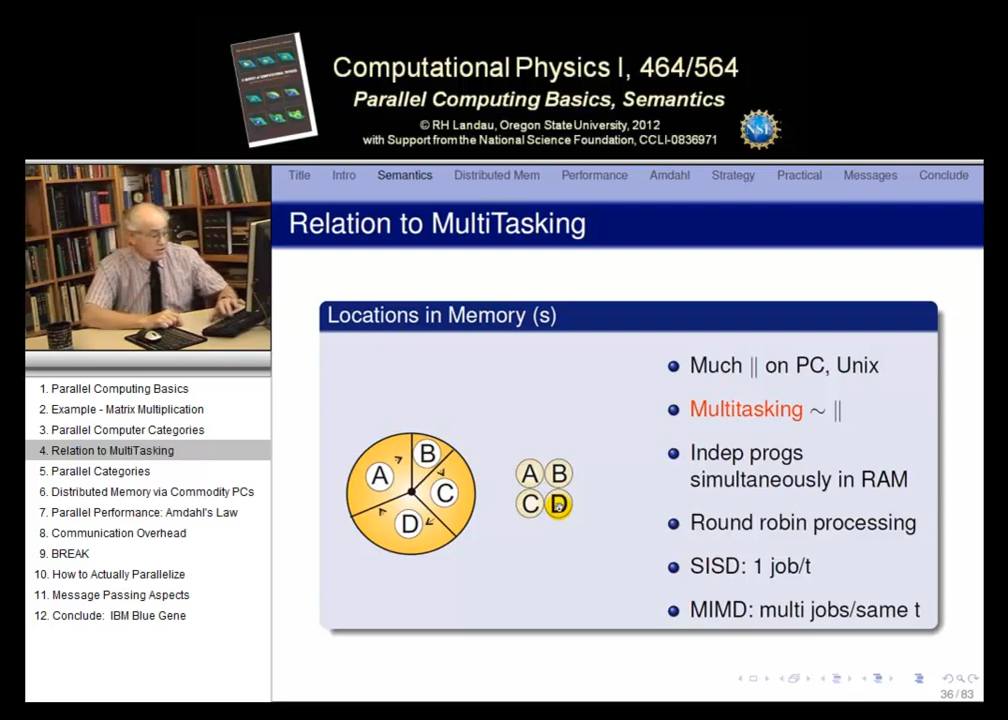 Computational Physics I, 464/564
Parallel Computing Basics, Semantics
© RH Landau, Oregon State University, 2012
with Support from the National Science Foundation, CCLI-0836971
NSF
Title Intro Semantics Distributed Mem Performance Amdahl Strategy Practical Messages Conclude
Relation to MultiTasking
Locations in Memory (s)
A B C D
A B
C D
Much || on PC, Unix
Multitasking ~ ||
Indep progs
simultaneously in RAM
Round robin processing
SISD: 1 job/t
MIMD: multi jobs/same t
1. Parallel Computing Basics
2. Example - Matrix Multiplication
3. Parallel Computer Categories
4. Relation to MultiTasking
5. Parallel Categories
6. Distributed Memory via Commodity PCs
7. Parallel Performance: Amdahl's Law
8. Communication Overhead
9. BREAK
10. How to Actually Parallelize
11. Message Passing Aspects
12. Conclude: IBM Blue Gene
36 / 83